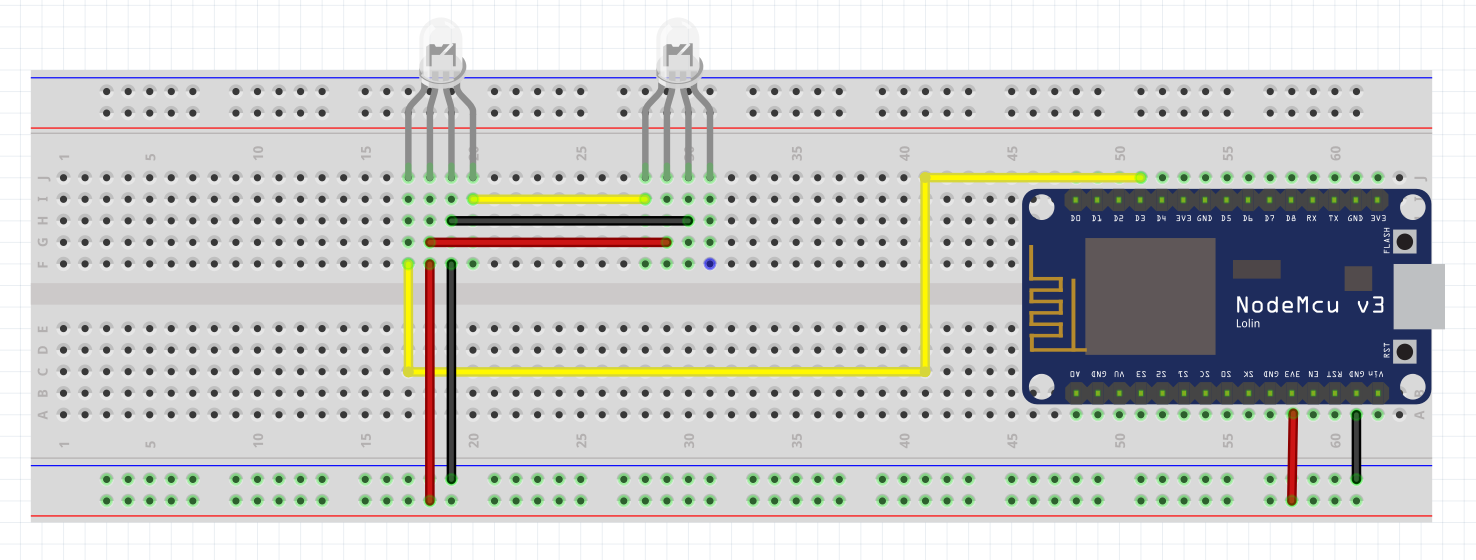 1 5 10 15 20 25 30 35 40 45 50 55 60
J J
I I
D0 D1 D2 D3 D4 3V3 GND D5 D6 D7 D8 RX TX GND 3V3
H
G
FLASH
F
NodeMcu v3
Lolin
E
D
RST
C
A0 GND VU S3 S2 S1 SC SO SK GND 3V3 EN RST GND Vin
B B
A A
1 5 10 15 20 25 30 35 40 45 50 55 60